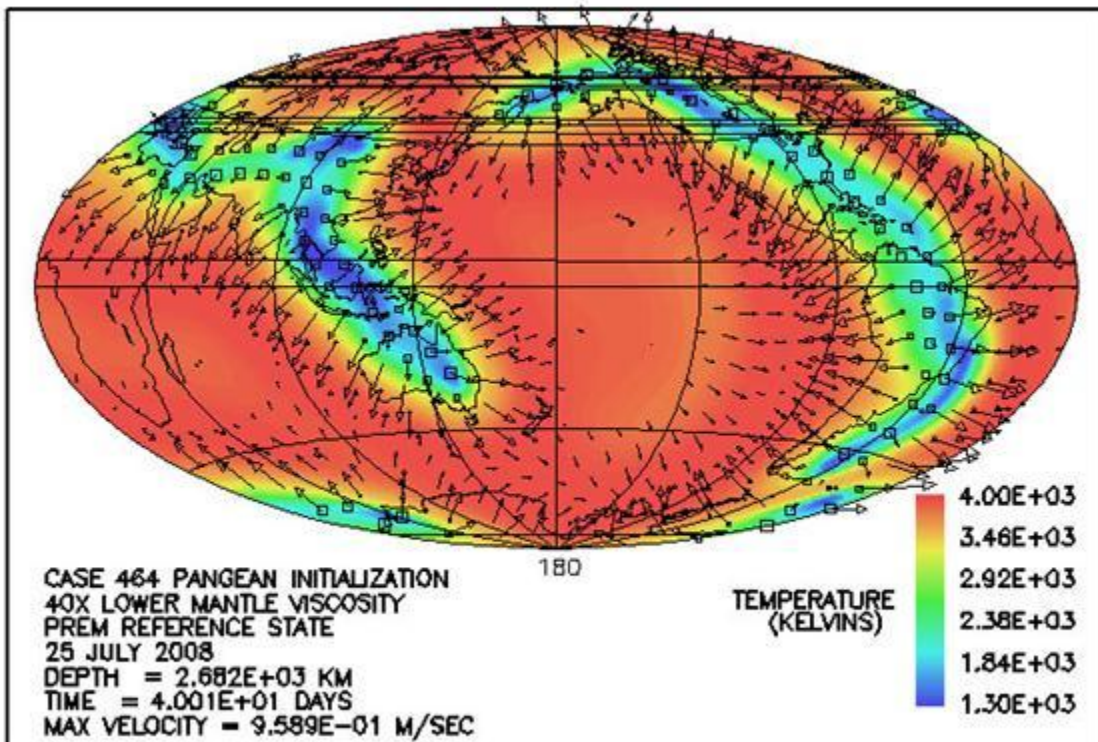 180
CASE 464 PANGEAN INITIALIZATION
40X LOWER MANTLE VISCOSITY
PREM REFERENCE STATE
25 JULY 2008
DEPTH = 2.682E+03 KM
TIME = 4.001E+01 DAYS
MAX VELOCITY = 9.589E-01 M/SEC
TEMPERATURE
(KELVINS)
4.00E+03
3.46E+03
2.92E+03
2.38E+03
1.84E+03
1.30E+03